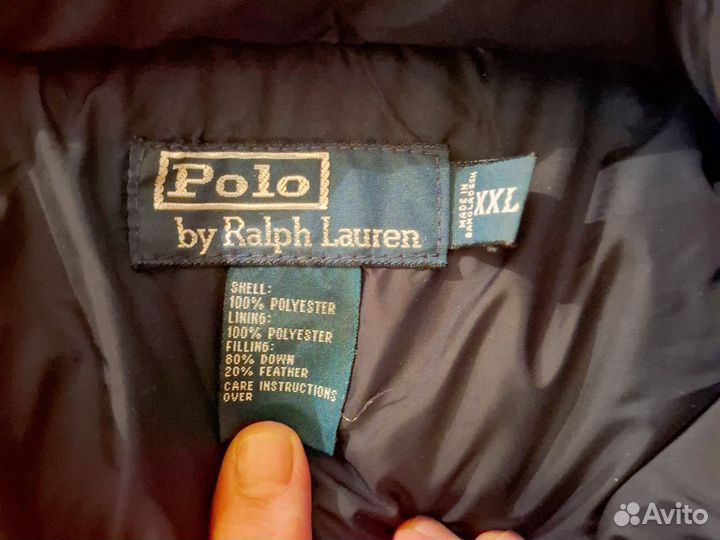 Polo
by Ralph Lauren
MADE IN
BANGLADESH
XXL
SHELL:
100% POLYESTER
LINING:
100% POLYESTER
FILLING:
80% DOWN
20% FEATHER
CARE INSTRUCTIONS
OVER
Avito